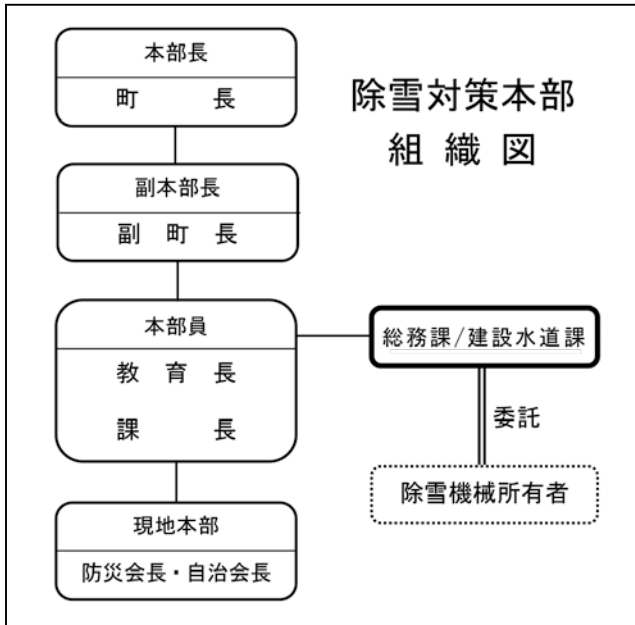 除雪対策本部
組織図
本部長
町長
副本部長
副町長
本部員
教育長
課長
総務課/建設水道課
委託
除雪機械所有者
現地本部
防災会長・自治会長